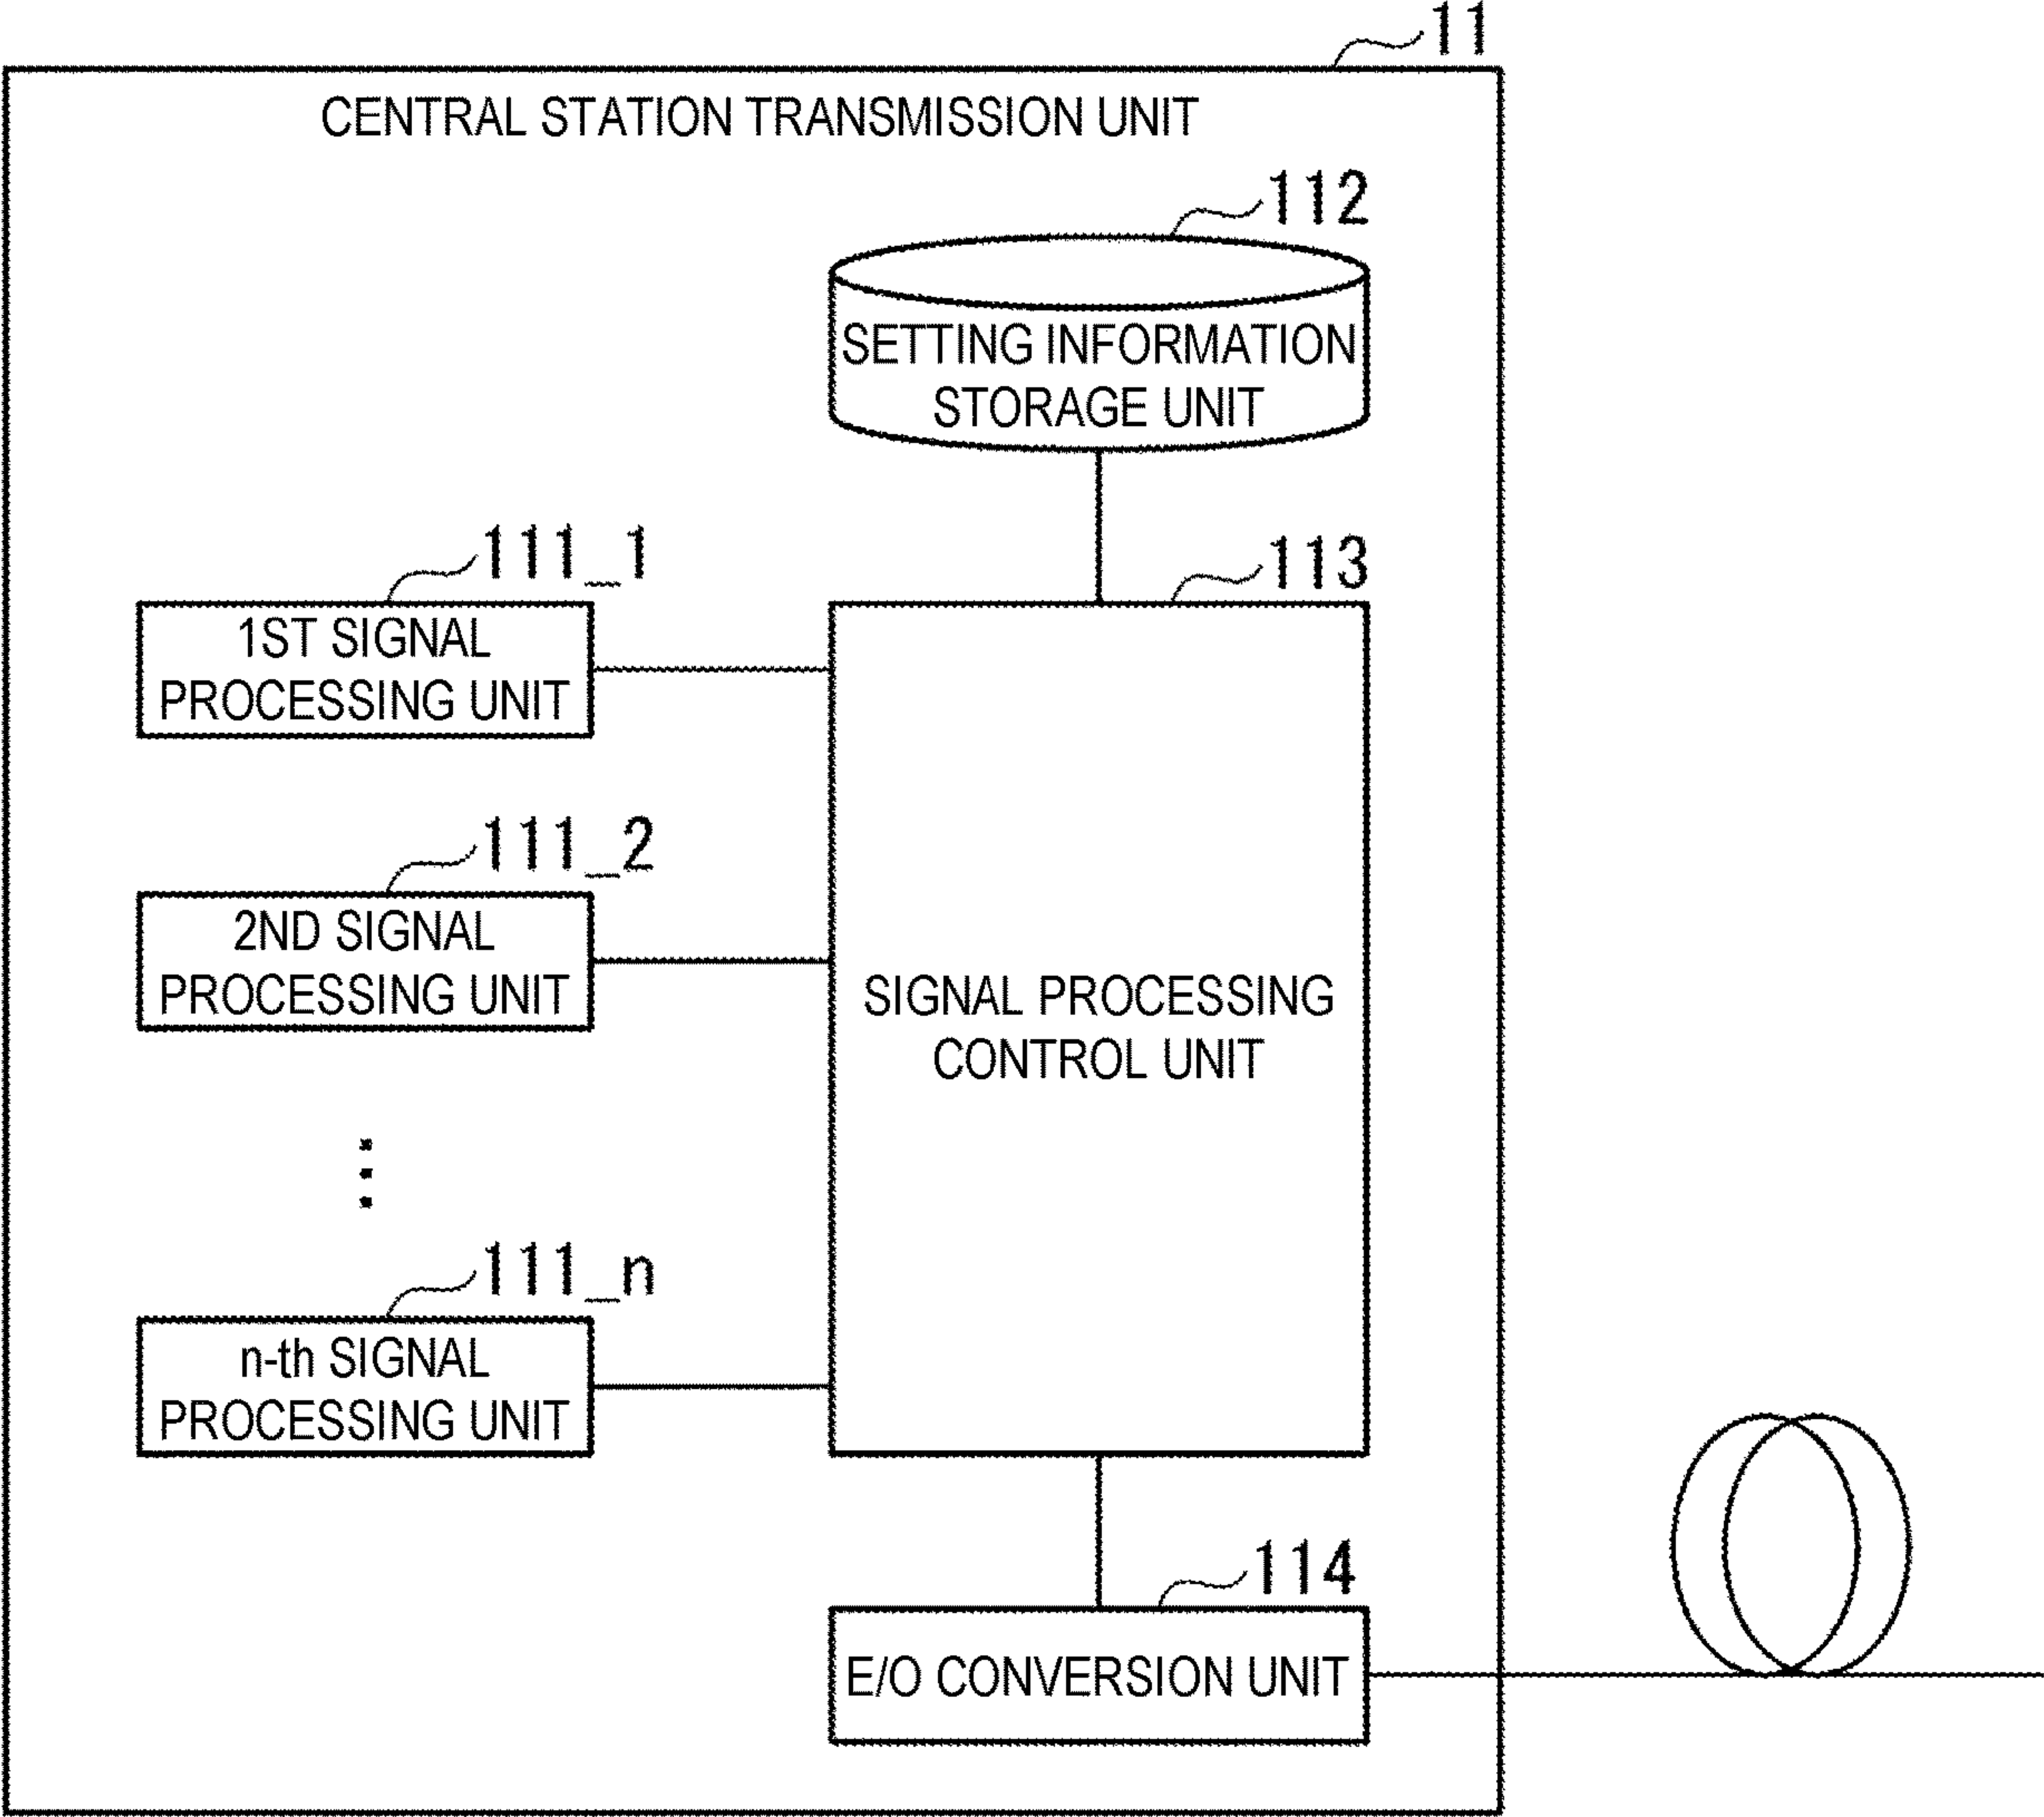 11
CENTRAL STATION TRANSMISSION UNIT
112
SETTING INFORMATION
STORAGE UNIT
111_1
1ST SIGNAL
PROCESSING UNIT
113
111_2
2ND SIGNAL
PROCESSING UNIT
SIGNAL PROCESSING
CONTROL UNIT
111_n
n-th SIGNAL
PROCESSING UNIT
114
E/O CONVERSION UNIT